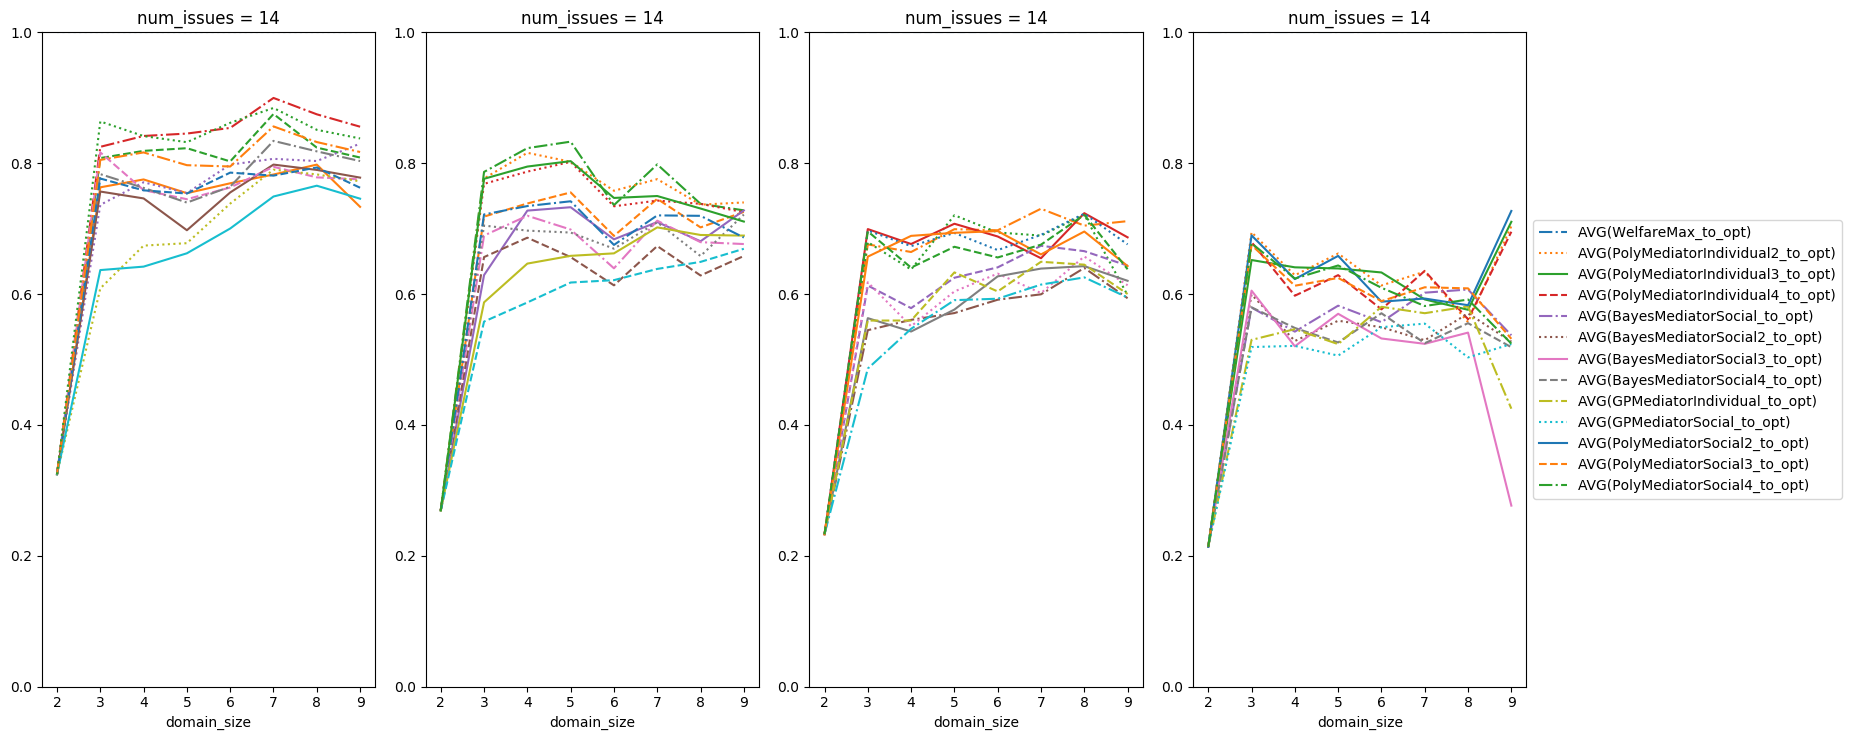 num_issues = 14
1.0
0.8
0.6
0.4
0.2
0.0
2 3 4 5 6 7 8 9
domain_size
num_issues = 14
1.0
0.8
0.6
0.4
0.2
0.0
2 3 4 5 6 7 8 9
domain_size
num_issues = 14
1.0
0.8
0.6
0.4
0.2
0.0
2 3 4 5 6 7 8 9
domain_size
num_issues = 14
1.0
0.8
0.6
0.4
0.2
0.0
2 3 4 5 6 7 8 9
domain_size
AVG(WelfareMax_to_opt)
AVG(PolyMediatorIndividual2_to_opt)
AVG(PolyMediatorIndividual3_to_opt)
AVG(PolyMediatorIndividual4_to_opt)
AVG(BayesMediatorSocial_to_opt)
AVG(BayesMediatorSocial2_to_opt)
AVG(BayesMediatorSocial3_to_opt)
AVG(BayesMediatorSocial4_to_opt)
AVG(GPMediatorIndividual_to_opt)
AVG(GPMediatorSocial_to_opt)
AVG(PolyMediatorSocial2_to_opt)
AVG(PolyMediatorSocial3_to_opt)
AVG(PolyMediatorSocial4_to_opt)